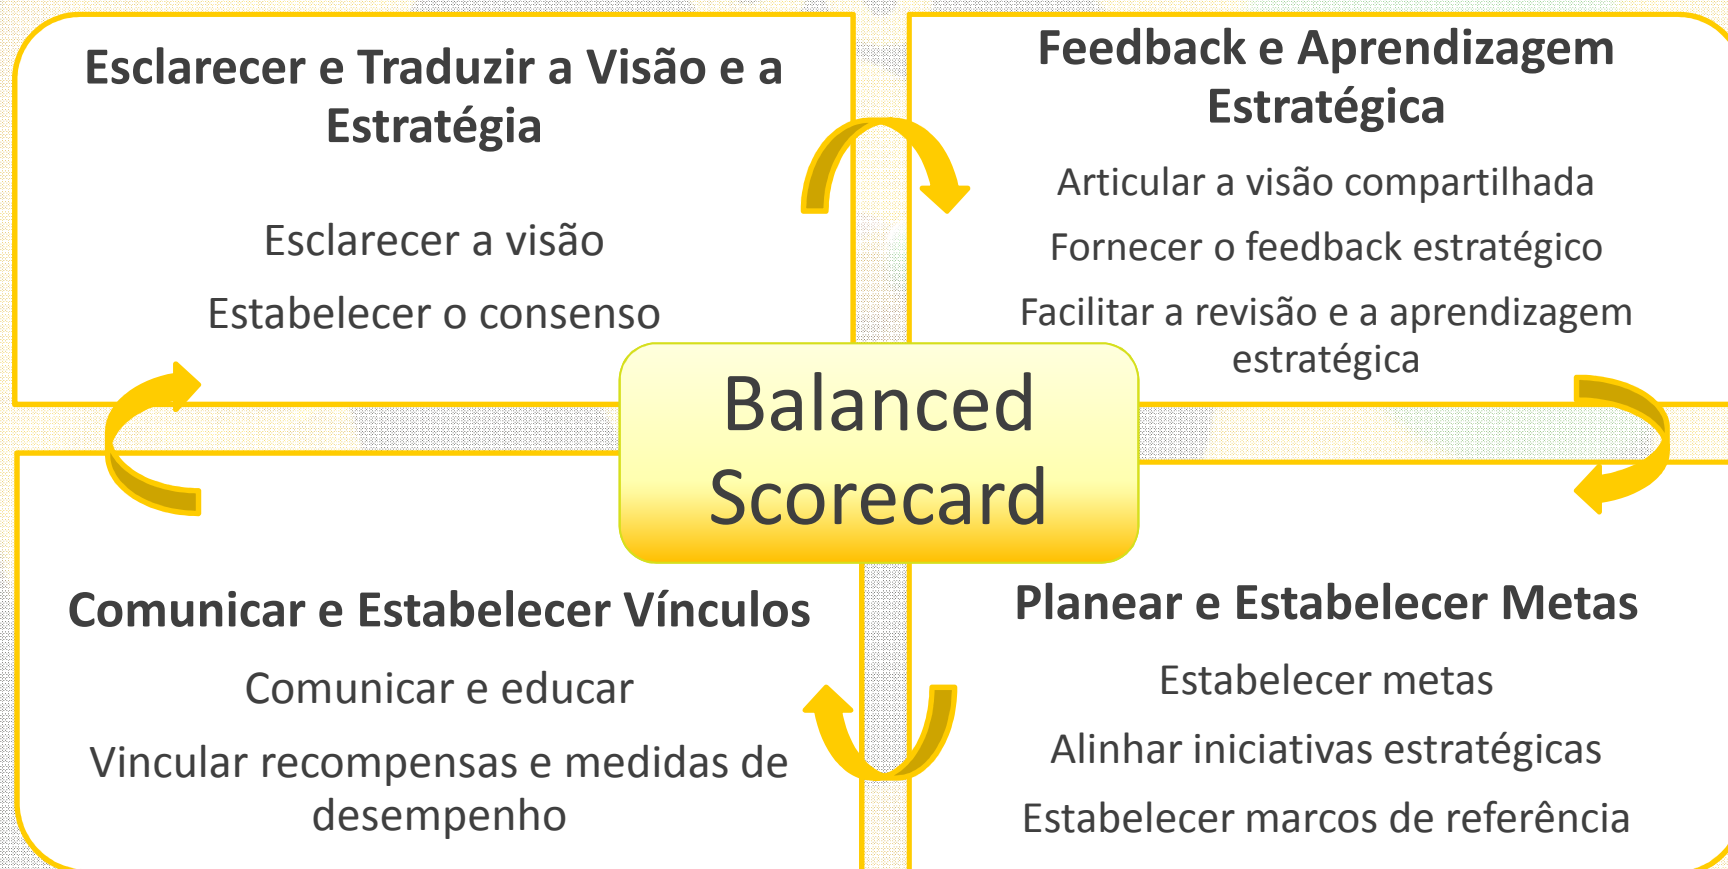 Esclarecer e Traduzir a Visão e a
Estratégia
Esclarecer a visão
Estabelecer o consenso
Feedback e Aprendizagem
Estratégica
Articular a visão compartilhada
Fornecer o feedback estratégico
Facilitar a revisão e a aprendizagem
estratégica
Balanced
Scorecard
Comunicar e Estabelecer Vínculos
Comunicar e educar
Vincular recompensas e medidas de
desempenho
Planear e Estabelecer Metas
Estabelecer metas
Alinhar iniciativas estratégicas
Estabelecer marcos de referência